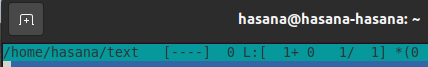 hasana@hasana-hasana: ~
/home/hasana/text   [----]  0 L:[  1+ 0   1/  1] *(0